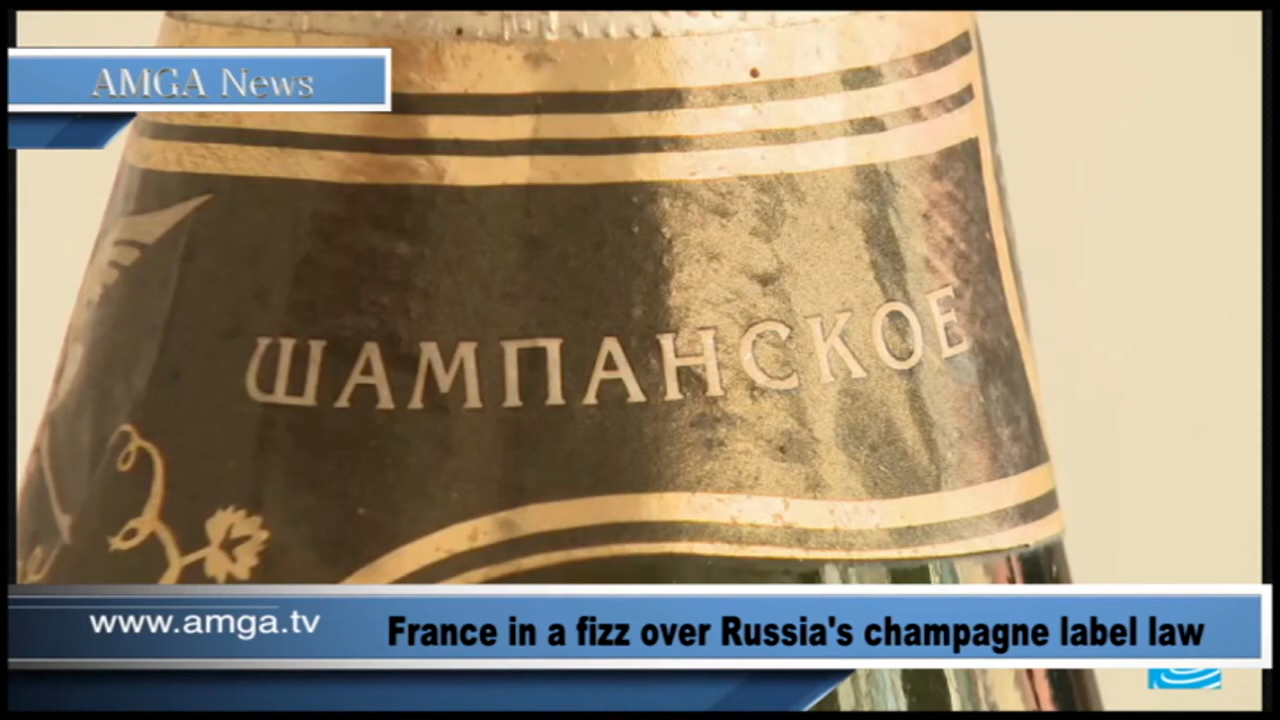 AMGA News
ШАМПАНСКОЕ
www.amga.tv
France in a fizz over Russia's champagne label law